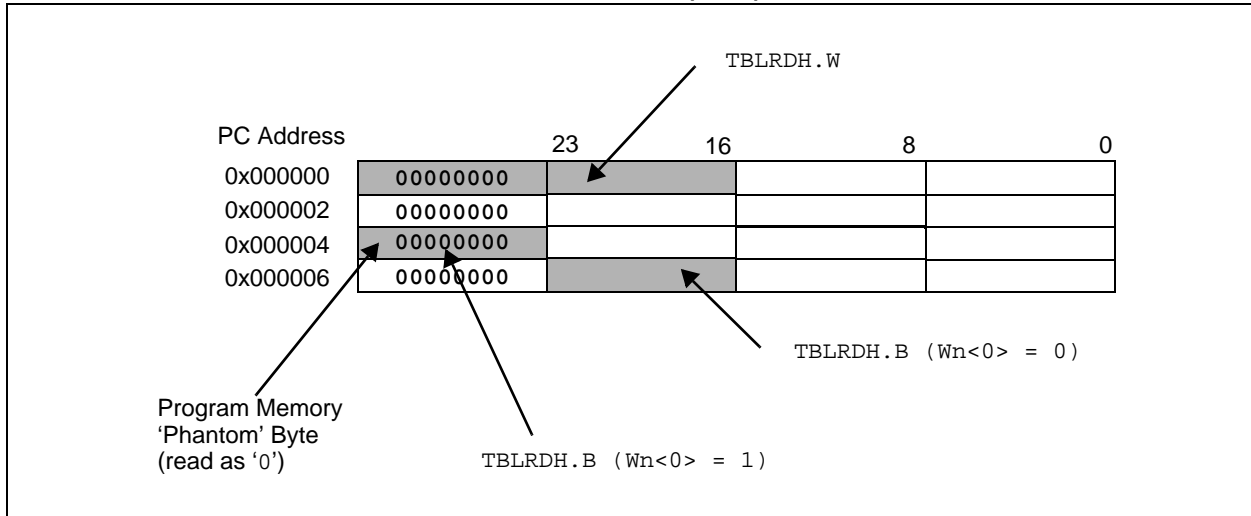 TBLRDH.W
PC Address
23 16 8 0
0x000000 00000000
0x000002 00000000
0x000004 00000000
0x000006 00000000
TBLRDH.B (Wn<0> = 0)
Program Memory
‘Phantom’ Byte
(read as ‘0’)
TBLRDH.B (Wn<0> = 1)